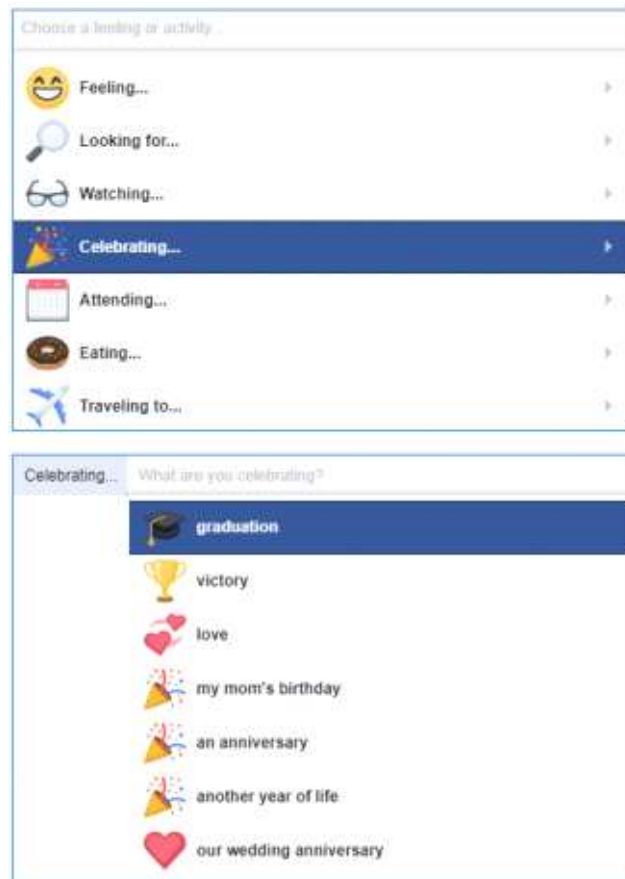 Choose a feeling or activity...
Feeling...
Looking for...
Watching...
Celebrating...
Attending...
Eating...
Traveling to...
Celebrating... What are you celebrating?
graduation
victory
love
my mom's birthday
an anniversary
another year of life
our wedding anniversary